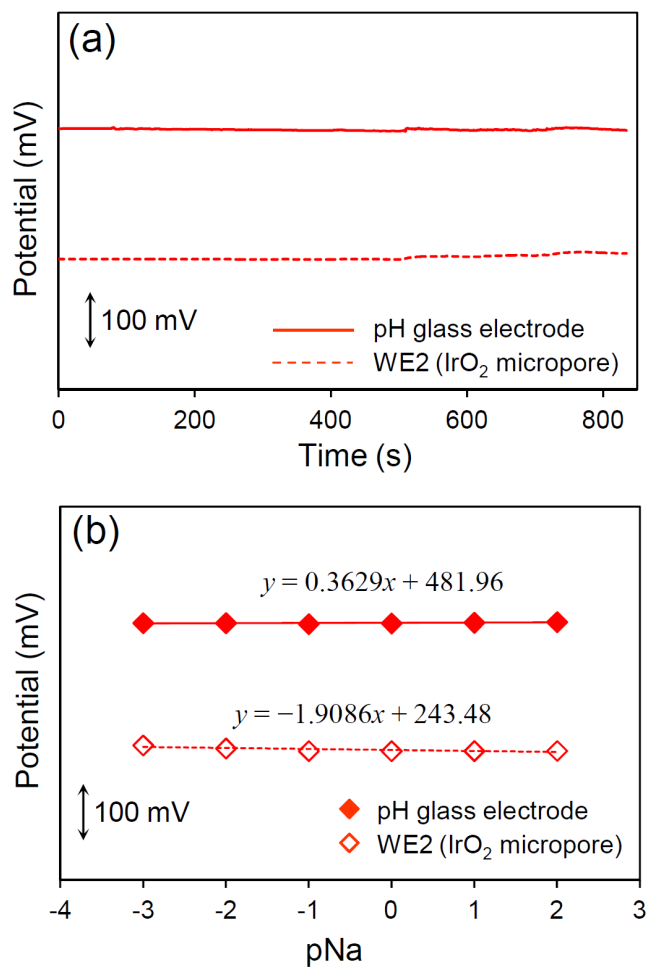 (a)
Potential (mV)
100 mV
pH glass electrode
WE2 (IrO₂ micropore)
0 200 400 600 800
Time (s)
(b)
Potential (mV)
y = 0.3629x + 481.96
y = −1.9086x + 243.48
100 mV
pH glass electrode
WE2 (IrO₂ micropore)
-4 -3 -2 -1 0 1 2 3
pNa